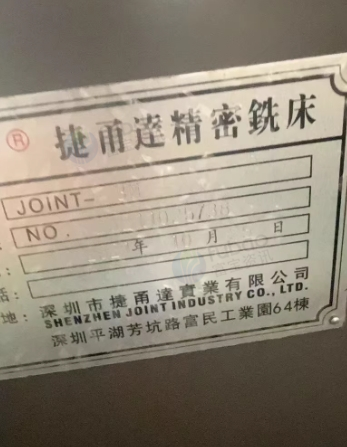 ® 捷甬達精密銑床
JOINT-
NO.
年 月 日
:
話:
地: 深圳市捷甬達實業有限公司
SHENZHEN JOINT INDUSTRY CO., LTD.
深圳平湖芳坑路富民工業園64棟